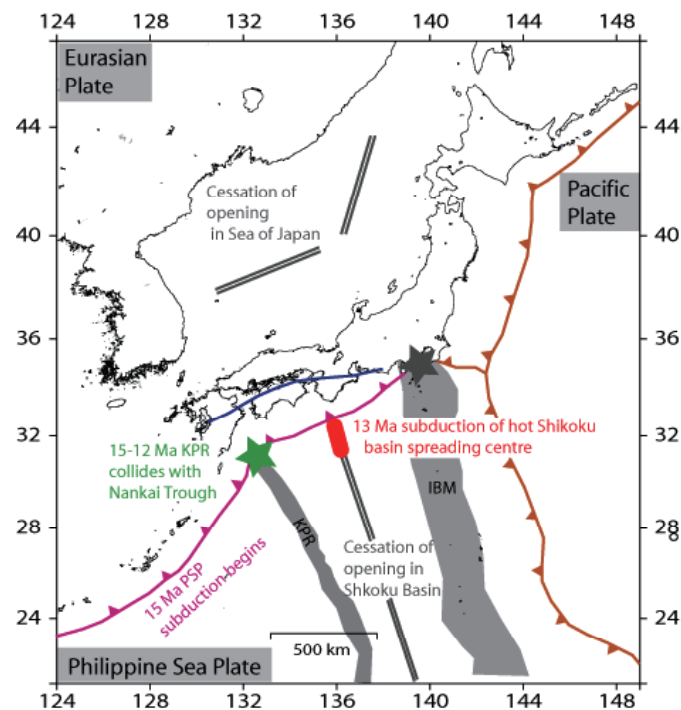 124 128 132 136 140 144 148
Eurasian
Plate
44
Cessation of
opening
in Sea of Japan
Pacific
Plate
40
36
32
28
24
15-12 Ma KPR
collides with
Nankai Trough
13 Ma subduction of hot Shikoku
basin spreading centre
KPR
IBM
15 Ma PSP
subduction begins
Cessation of
opening in
Shkoku Basin
500 km
Philippine Sea Plate
44
40
36
32
28
24
124 128 132 136 140 144 148